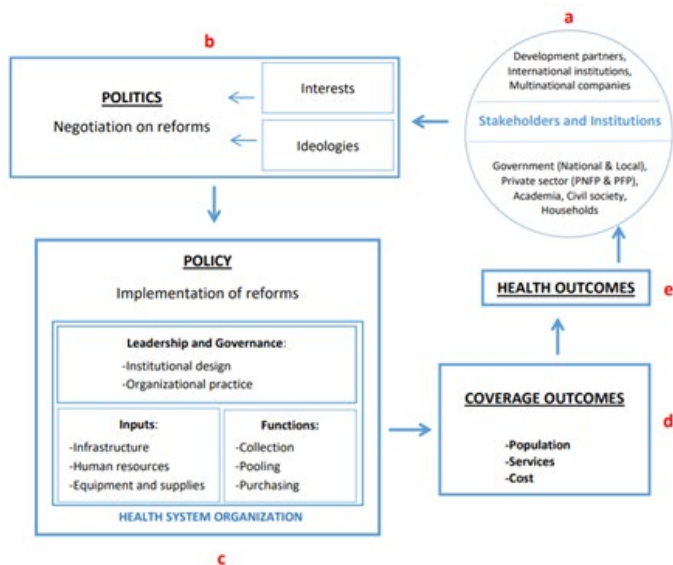 a
Development partners,
International institutions,
Multinational companies
Stakeholders and Institutions
Government (National & Local),
Private sector (PNFP & PFP),
Academia, Civil society,
Households
b
POLITICS
Negotiation on reforms
Interests
Ideologies
POLICY
Implementation of reforms
Leadership and Governance:
-Institutional design
-Organizational practice
Inputs:
-Infrastructure
-Human resources
-Equipment and supplies
Functions:
-Collection
-Pooling
-Purchasing
HEALTH SYSTEM ORGANIZATION
c
COVERAGE OUTCOMES
-Population
-Services
-Cost
d
HEALTH OUTCOMES
e